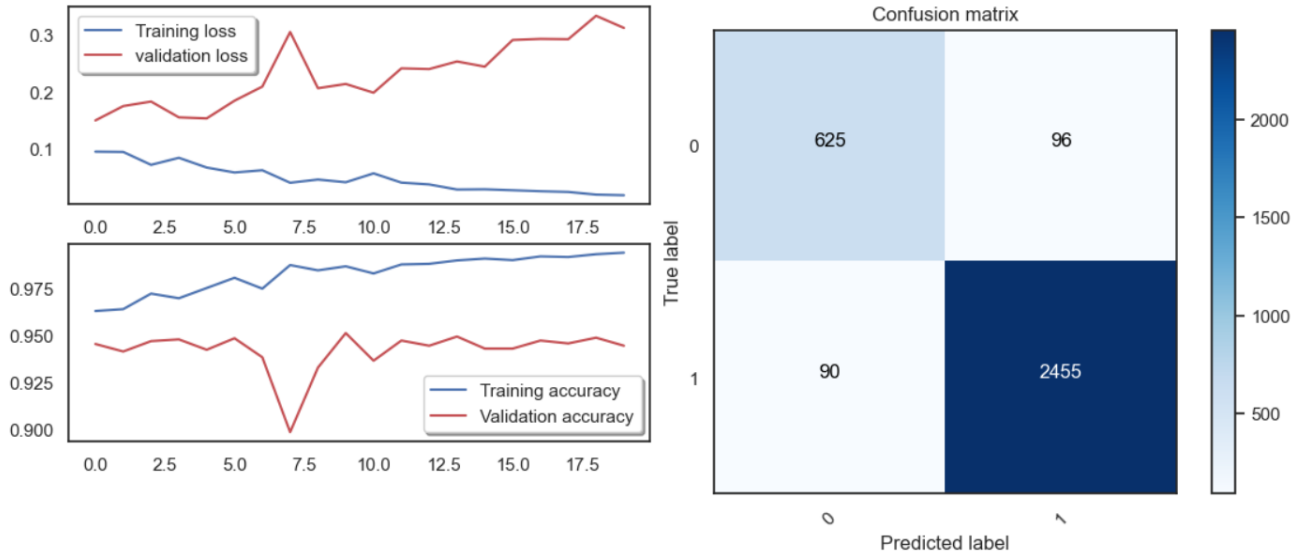 Training loss
validation loss
0.3
0.2
0.1
0.0 2.5 5.0 7.5 10.0 12.5 15.0 17.5
0.975
0.950
0.925
0.900
Training accuracy
Validation accuracy
0.0 2.5 5.0 7.5 10.0 12.5 15.0 17.5
Confusion matrix
True label
0
1
625 96
90 2455
0 1
Predicted label
2000
1500
1000
500